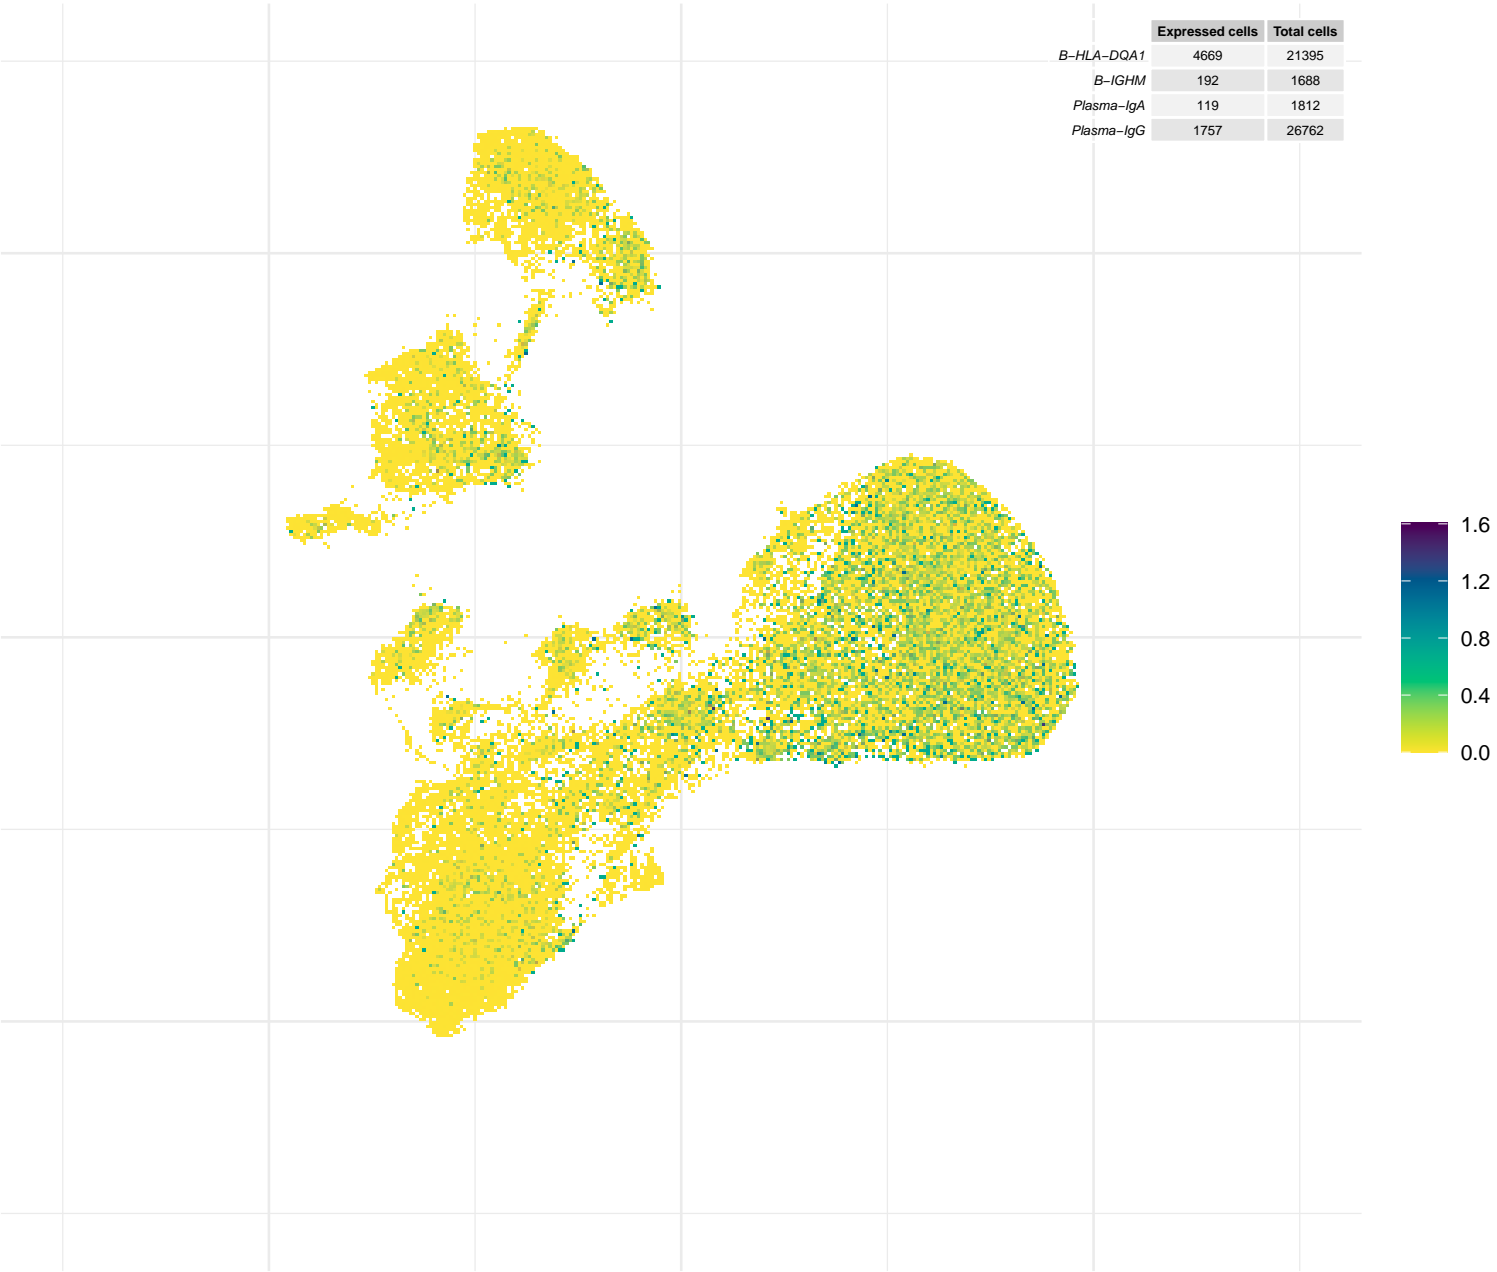 Expressed cells Total cells
B−HLA−DQA1 4669 21395
B−IGHM 192 1688
Plasma−IgA 119 1812
Plasma−IgG 1757 26762
1.6
1.2
0.8
0.4
0.0